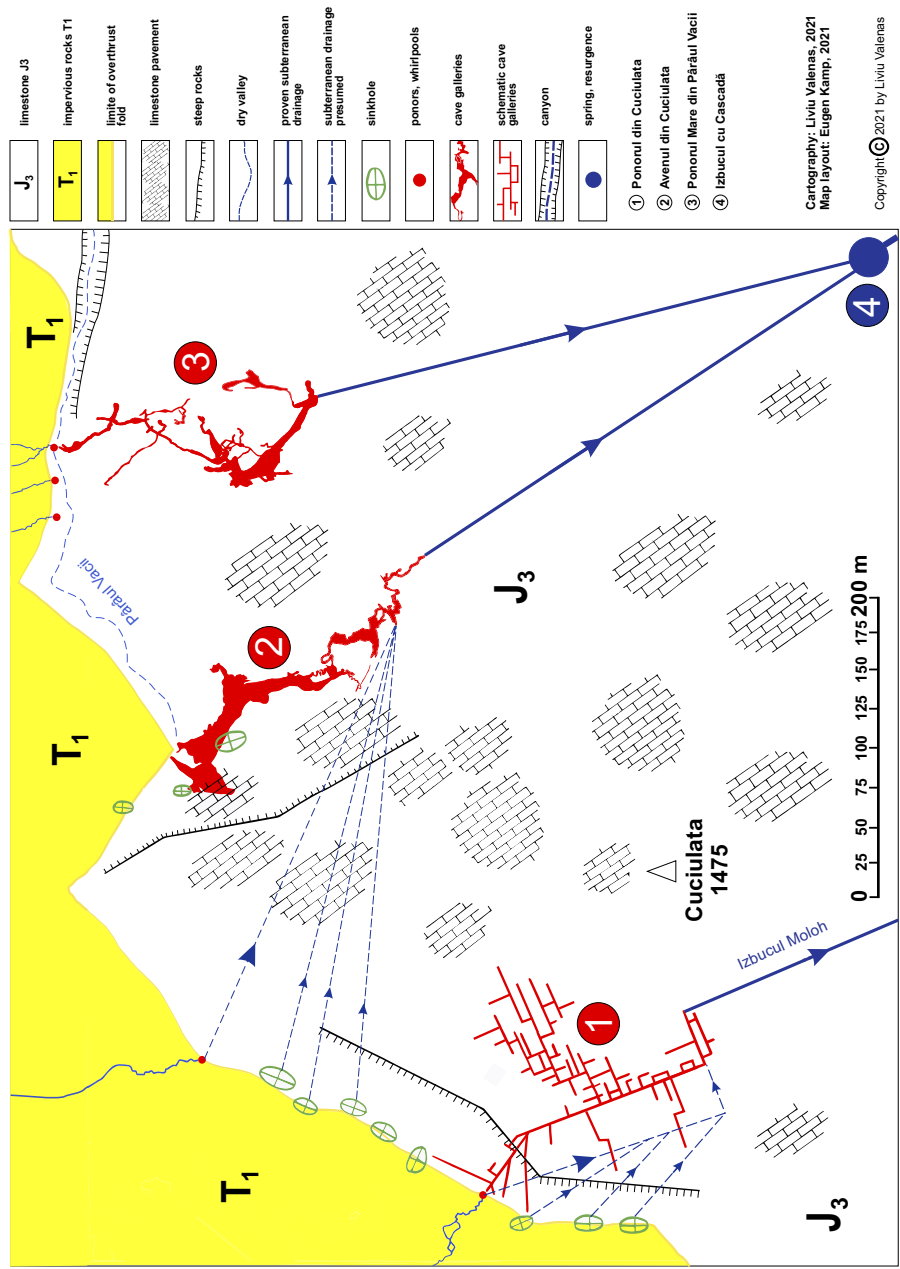 T1
T1
T1
Pârâul Vacii
3
2
J3
1
Cuciulata
1475
Izbucul Moloh
J3
0 25 50 75 100 125 150 175 200 m
4
J3 limestone J3
T1 impervious rocks T1
limite of overthrust
fold
limestone pavement
steep rocks
dry valley
proven subterranean
drainage
subterranean drainage
presumed
sinkhole
ponors, whirlpools
cave galleries
schematic cave
galleries
canyon
spring, resurgence
1 Pononul din Cuciulata
2 Avenul din Cuciulata
3 Pononul Mare din Pârâul Vacii
4 Izbucul cu Cascadă
Cartography: Liviu Valenas, 2021
Map layout: Eugen Kamp, 2021
Copyright © 2021 by Liviu Valenas